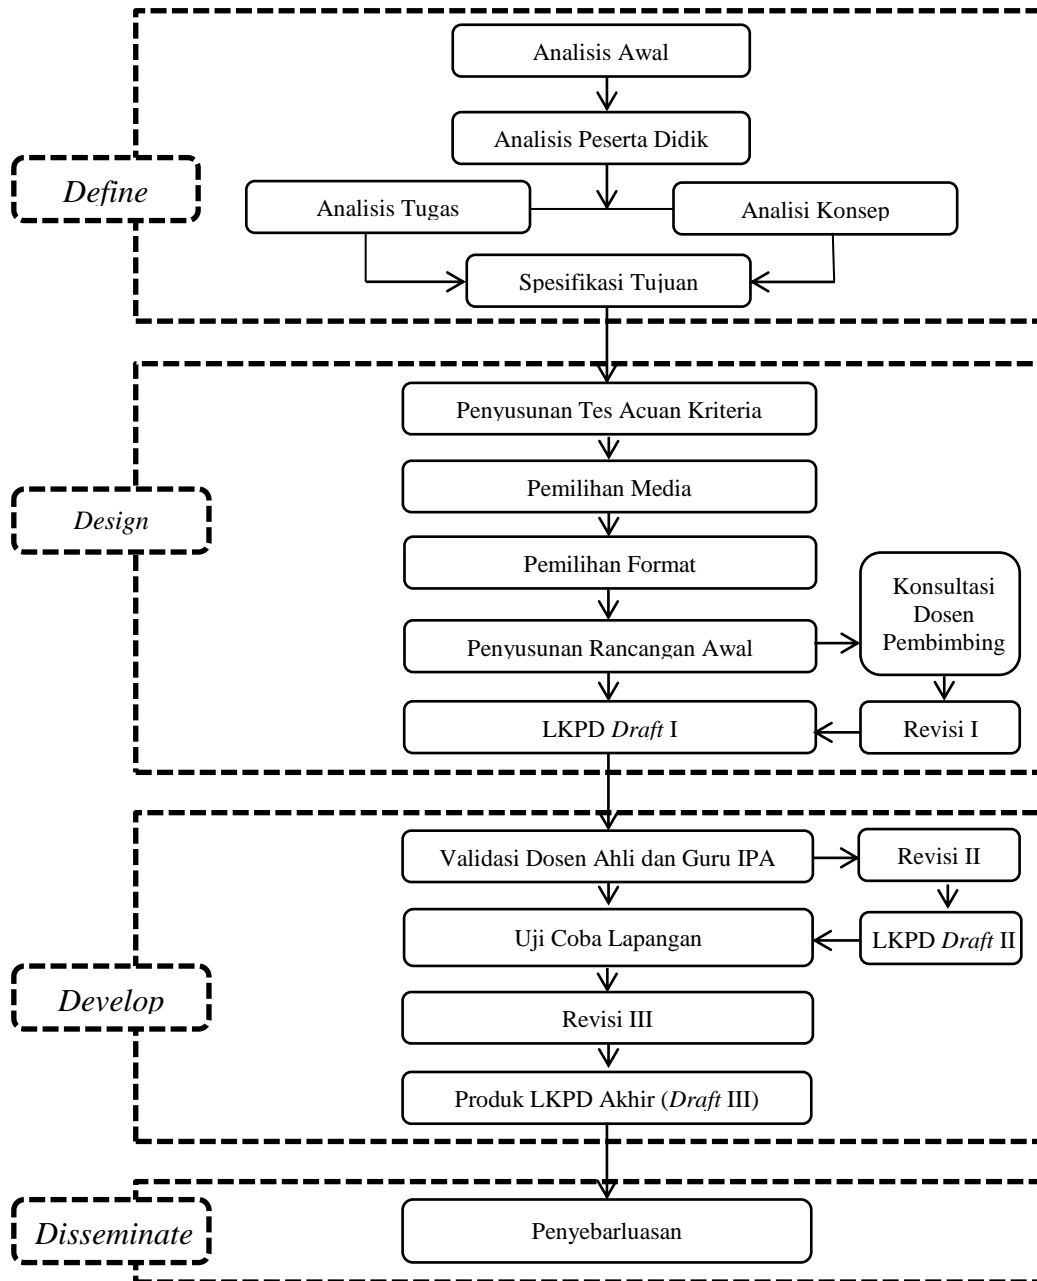 Analisis Awal
Analisis Peserta Didik
Define
Analisis Tugas
Analisi Konsep
Spesifikasi Tujuan
Penyusunan Tes Acuan Kriteria
Pemilihan Media
Design
Pemilihan Format
Konsultasi
Dosen
Pembimbing
Penyusunan Rancangan Awal
LKPD Draft I
Revisi I
Validasi Dosen Ahli dan Guru IPA
Revisi II
Uji Coba Lapangan
LKPD Draft II
Develop
Revisi III
Produk LKPD Akhir (Draft III)
Disseminate
Penyebarluasan